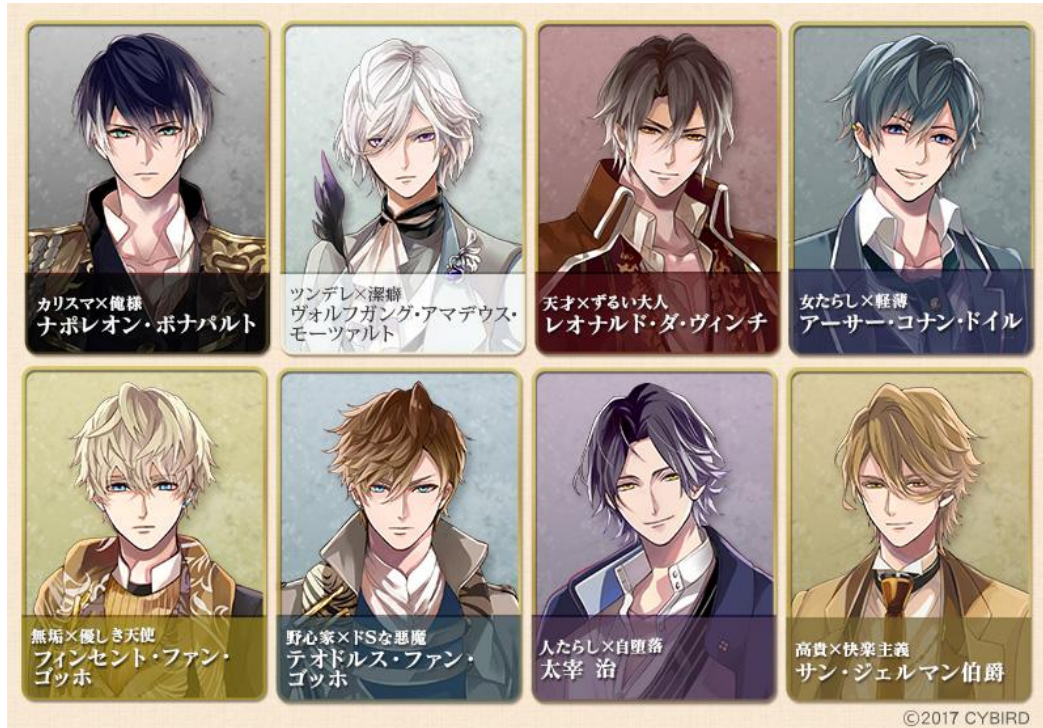 カリスマ×俺様
ナポレオン・ボナパルト
ツンデレ×潔癖
ヴォルフガング・アマデウス・
モーツァルト
天才×ずるい大人
レオナルド・ダ・ヴィンチ
女たらし×軽薄
アーサー・コナン・ドイル
無垢×優しき天使
フィンセント・ファン・
ゴッホ
野心家×ドSな悪魔
テオドルス・ファン・
ゴッホ
人たらし×自堕落
太宰 治
高貴×快楽主義
サン・ジェルマン伯爵
©2017 CYBIRD